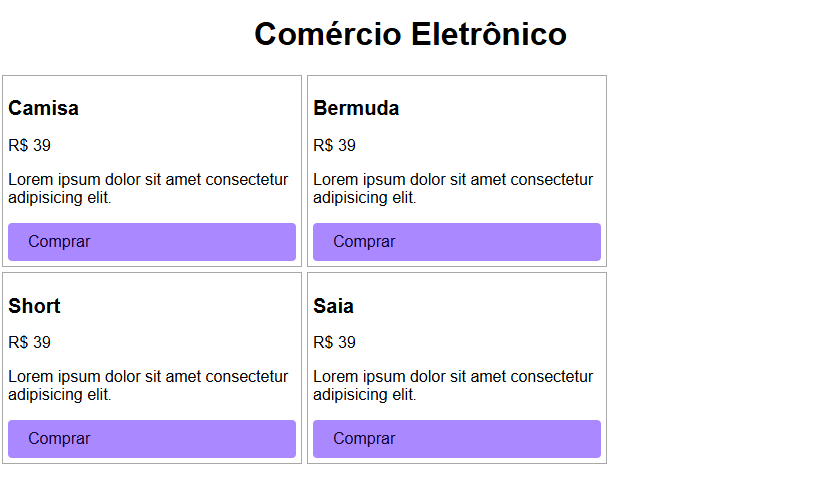 Comércio Eletrônico
Camisa
R$ 39
Lorem ipsum dolor sit amet consectetur
adipisicing elit.
Comprar
Bermuda
R$ 39
Lorem ipsum dolor sit amet consectetur
adipisicing elit.
Comprar
Short
R$ 39
Lorem ipsum dolor sit amet consectetur
adipisicing elit.
Comprar
Saia
R$ 39
Lorem ipsum dolor sit amet consectetur
adipisicing elit.
Comprar